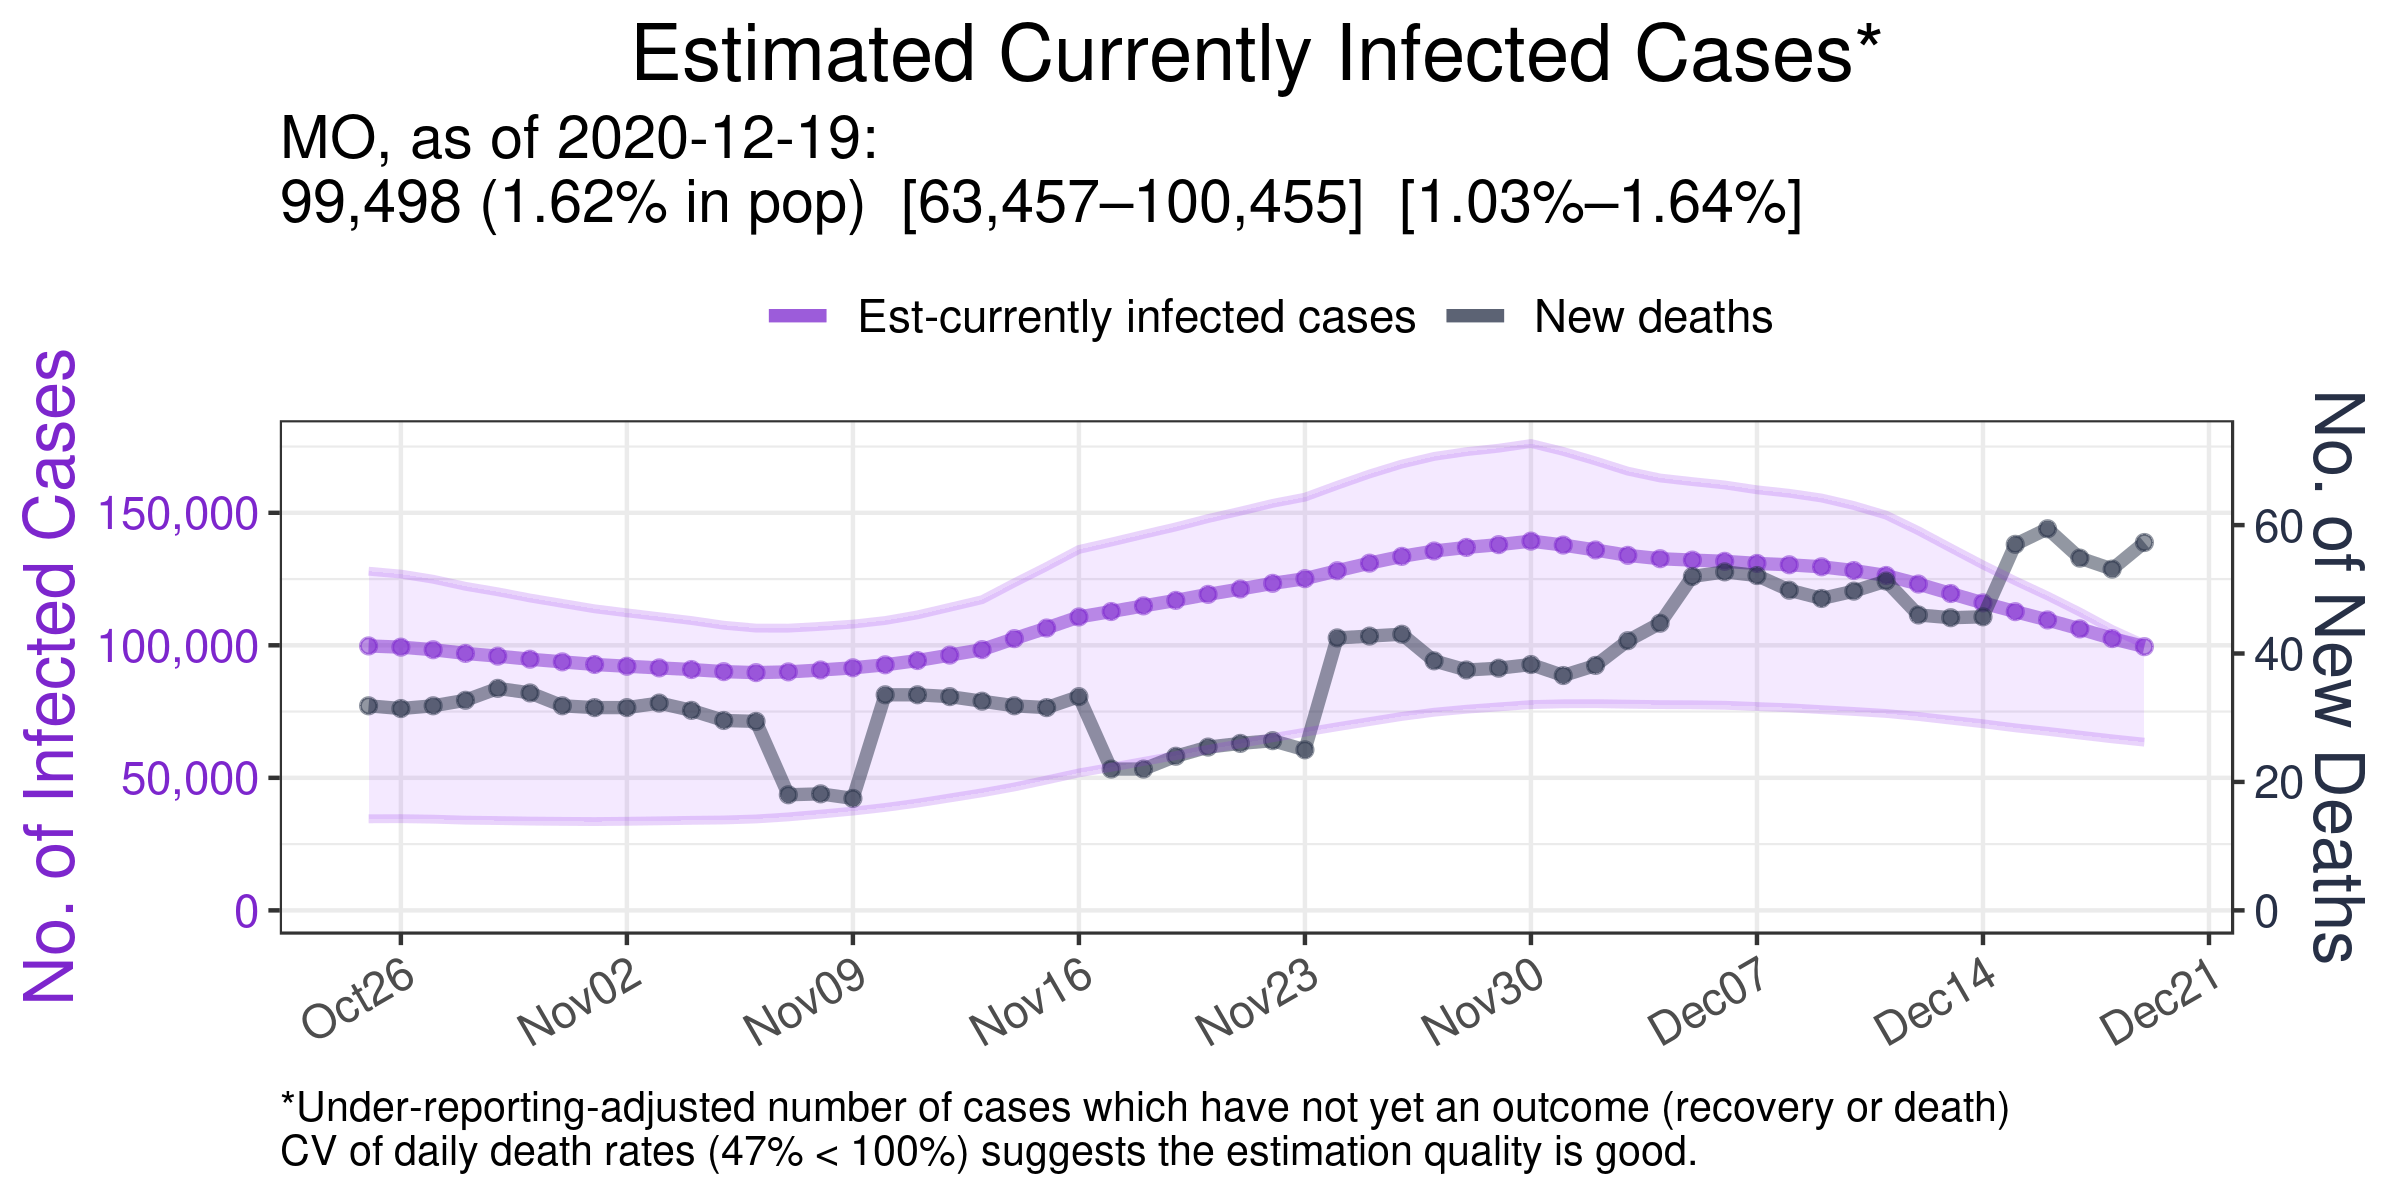 Estimated Currently Infected Cases*
MO, as of 2020-12-19:
99,498 (1.62% in pop) [63,457–100,455] [1.03%–1.64%]
Est-currently infected cases
New deaths
No. of Infected Cases
150,000
100,000
50,000
0
60
40
20
0
No. of New Deaths
Oct26
Nov02
Nov09
Nov16
Nov23
Nov30
Dec07
Dec14
Dec21
*Under-reporting-adjusted number of cases which have not yet an outcome (recovery or death)
CV of daily death rates (47% < 100%) suggests the estimation quality is good.